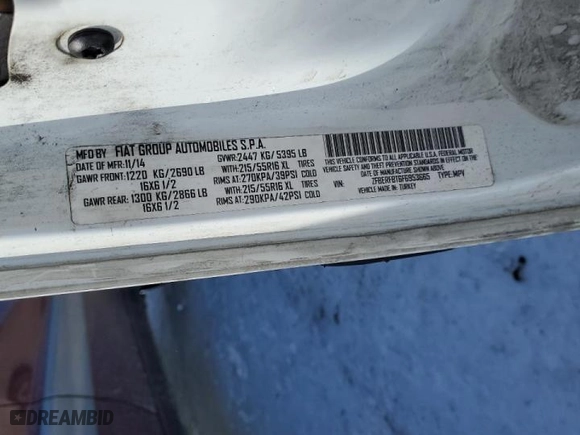 MFD BY FIAT GROUP AUTOMOBILES S.P.A.
DATE OF MFR: 11/14 GVWR: 2447 KG/5395 LB
GAWR FRONT: 1220 KG/2690 LB WITH: 215/55R16 XL TIRES
16X6 1/2 RIMS AT: 270KPA/39PSI COLD
GAWR REAR: 1300 KG/2866 LB WITH: 215/55R16 XL TIRES
16X6 1/2 RIMS AT: 290KPA/42PSI COLD
THIS VEHICLE CONFORMS TO ALL APPLICABLE U.S.A. FEDERAL MOTOR
VEHICLE SAFETY AND THEFT PREVENTION STANDARDS IN EFFECT ON THE
DATE OF MANUFACTURE SHOWN ABOVE.
VIN: TYPE: MPV
VEHICLE MADE IN: TURKEY
DREAMBID